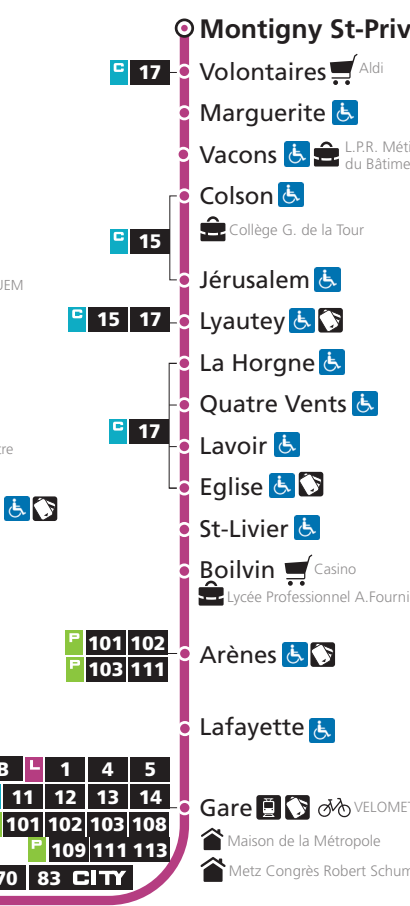 Montigny St-Priv
C 17 Volontaires Aldi
Marguerite
Vacons L.P.R. Méti
du Bâtime
Colson
Collège G. de la Tour
C 15
UEM
Jérusalem
C 15 17 Lyautey
La Horgne
Quatre Vents
C 17
Lavoir
tre
Eglise
St-Livier
Boilvin Casino
Lycée Professionnel A.Fourni
P 101 102
Arènes
P 103 111
Lafayette
B L 1 4 5
11 12 13 14
Gare VELOMET
101 102 103 108
Maison de la Métropole
P 109 111 113
70 83 CITY
Metz Congrès Robert Schum